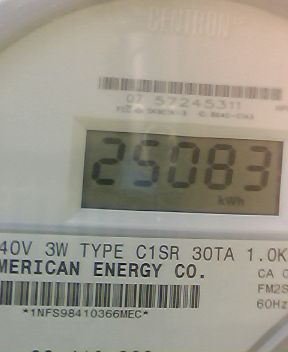 CENTRON
07 57245311
25083
kWh
40V 3W TYPE C1SR 30TA 1.0K
MERICAN ENERGY CO.
CA 0
FM2S
60Hz
*1NFS98410366MEC*